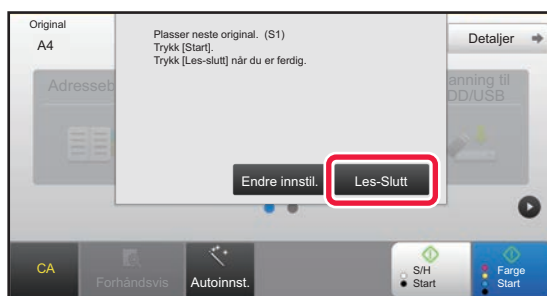 Original
A4
Plasser neste original. (S1)
Trykk [Start].
Trykk [Les-slutt] når du er ferdig.
Detaljer
Adresseb
anning til
DD/USB
Endre innstil.
Les-Slutt
CA
Forhåndsvis
Autoinnst.
S/H
Start
Farge
Start